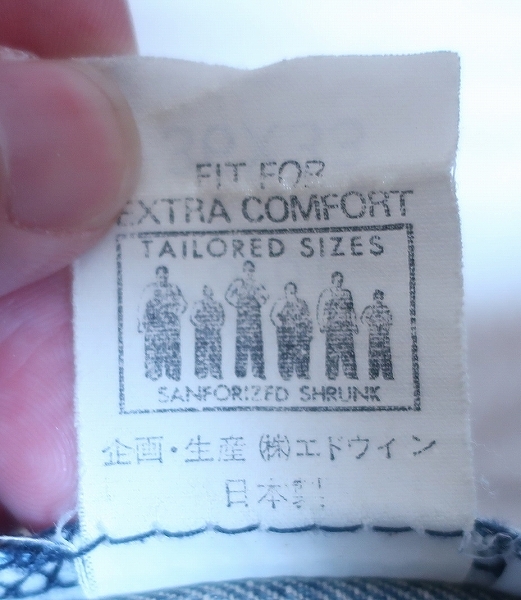 FIT FOR
EXTRA COMFORT
TAILORED SIZES
SANFORIZED SHRUNK
企画・生産 ㈱エドウイン
日本製